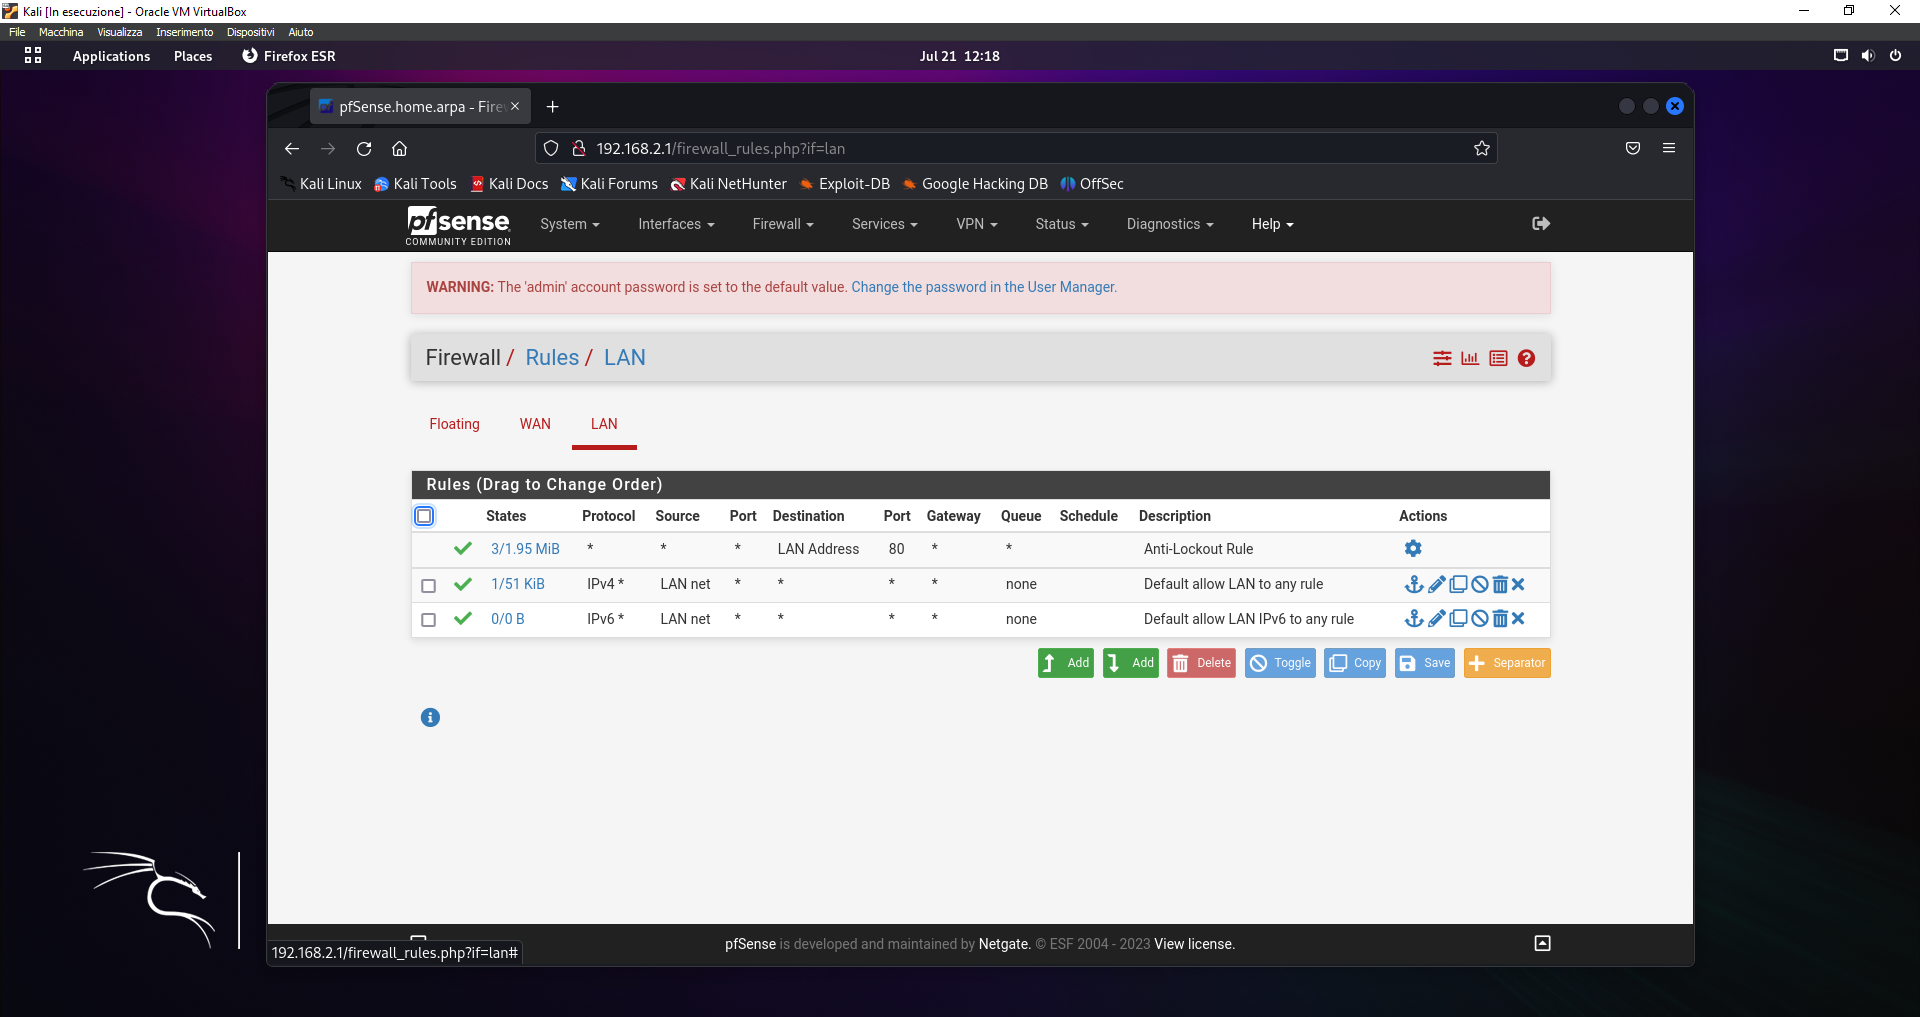 Kali [In esecuzione] - Oracle VM VirtualBox
File Macchina Visualizza Inserimento Dispositivi Aiuto
Applications Places Firefox ESR Jul 21 12:18
pfSense.home.arpa - Fire
192.168.2.1/firewall_rules.php?if=lan
Kali Linux Kali Tools Kali Docs Kali Forums Kali NetHunter Exploit-DB Google Hacking DB OffSec
pfsense System Interfaces Firewall Services VPN Status Diagnostics Help
COMMUNITY EDITION
WARNING: The 'admin' account password is set to the default value. Change the password in the User Manager.
Firewall / Rules / LAN
Floating WAN LAN
Rules (Drag to Change Order)
States Protocol Source Port Destination Port Gateway Queue Schedule Description Actions
3/1.95 MiB * * * LAN Address 80 * * Anti-Lockout Rule
1/51 KiB IPv4 * LAN net * * * * none Default allow LAN to any rule
0/0 B IPv6 * LAN net * * * * none Default allow LAN IPv6 to any rule
Add Add Delete Toggle Copy Save Separator
pfSense is developed and maintained by Netgate. © ESF 2004 - 2023 View license.
192.168.2.1/firewall_rules.php?if=lan#